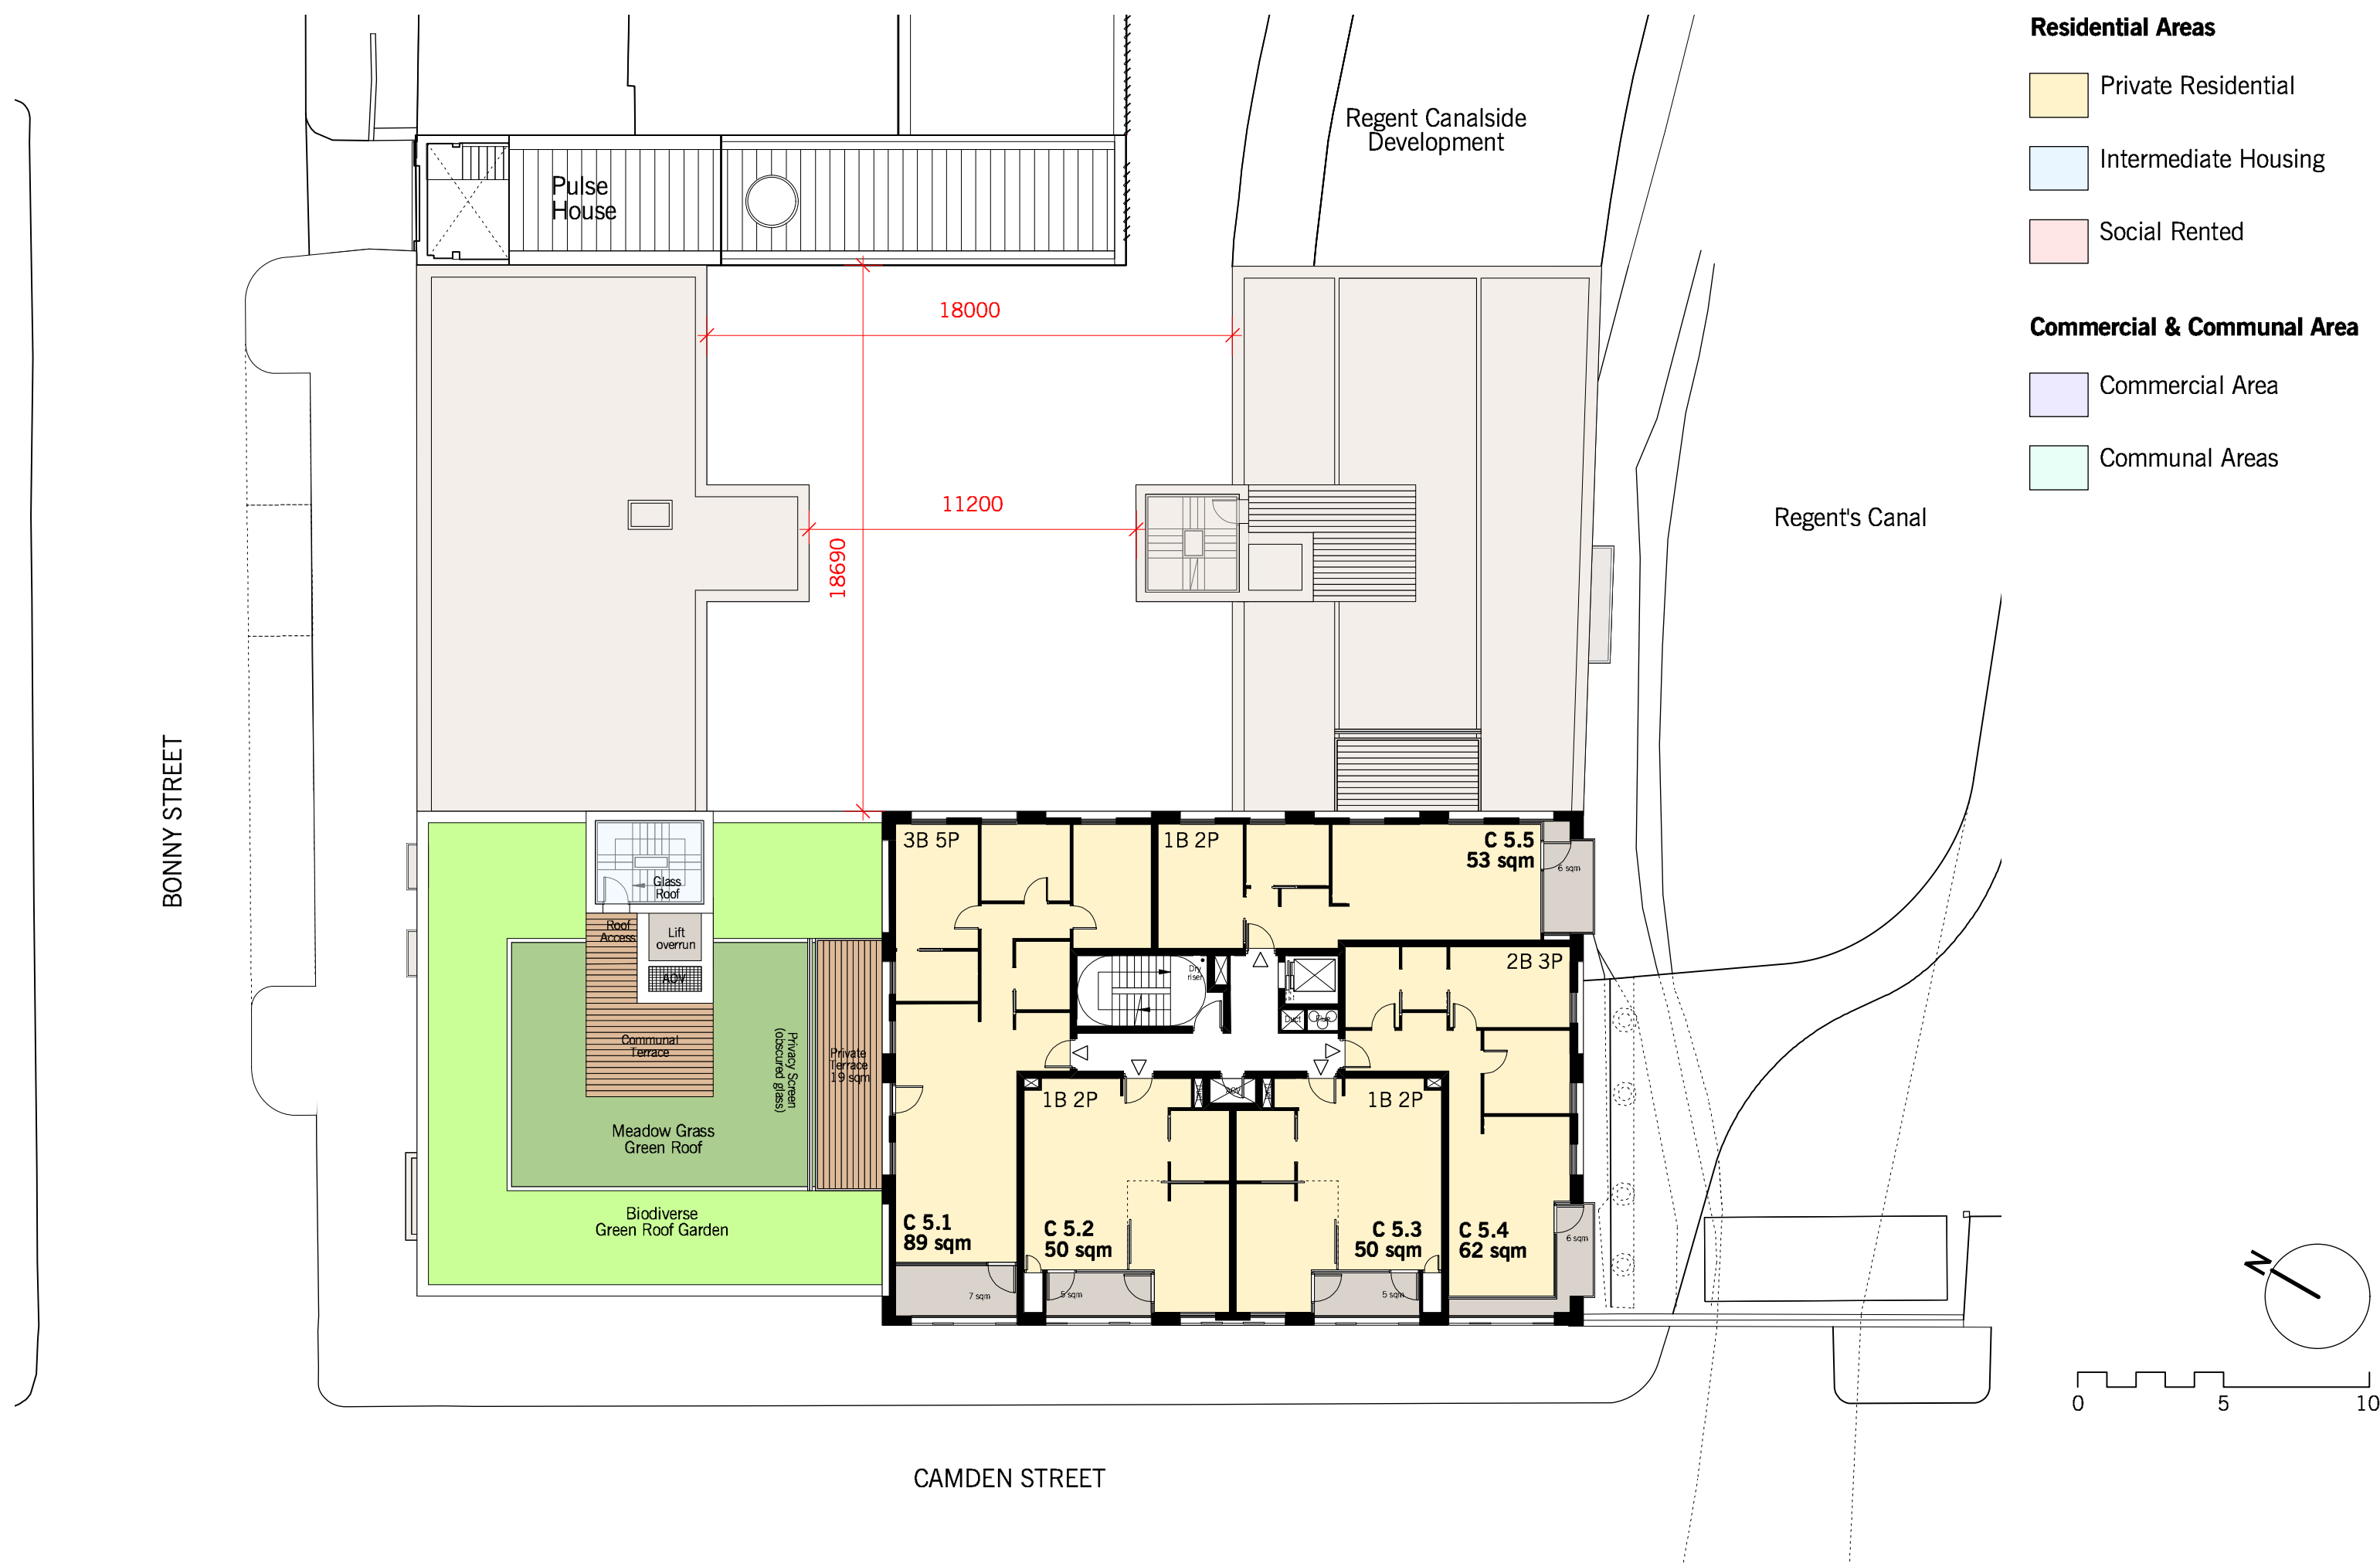 Residential Areas
Private Residential
Intermediate Housing
Social Rented
Commercial & Communal Area
Commercial Area
Communal Areas
Regent Canalside
Development
Pulse
House
18000
11200
18690
Regent's Canal
BONNY STREET
3B 5P
1B 2P
C 5.5
53 sqm
6 sqm
Glass
Roof
Roof
Access
Lift
overrun
AOV
Dry
riser
2B 3P
Duct
Communal
Terrace
Privacy Screen
(obscured glass)
Private
Terrace
19 sqm
1B 2P
1B 2P
Meadow Grass
Green Roof
Biodiverse
Green Roof Garden
C 5.1
89 sqm
C 5.2
50 sqm
C 5.3
50 sqm
C 5.4
62 sqm
6 sqm
7 sqm
5 sqm
5 sqm
N
0
5
10
CAMDEN STREET